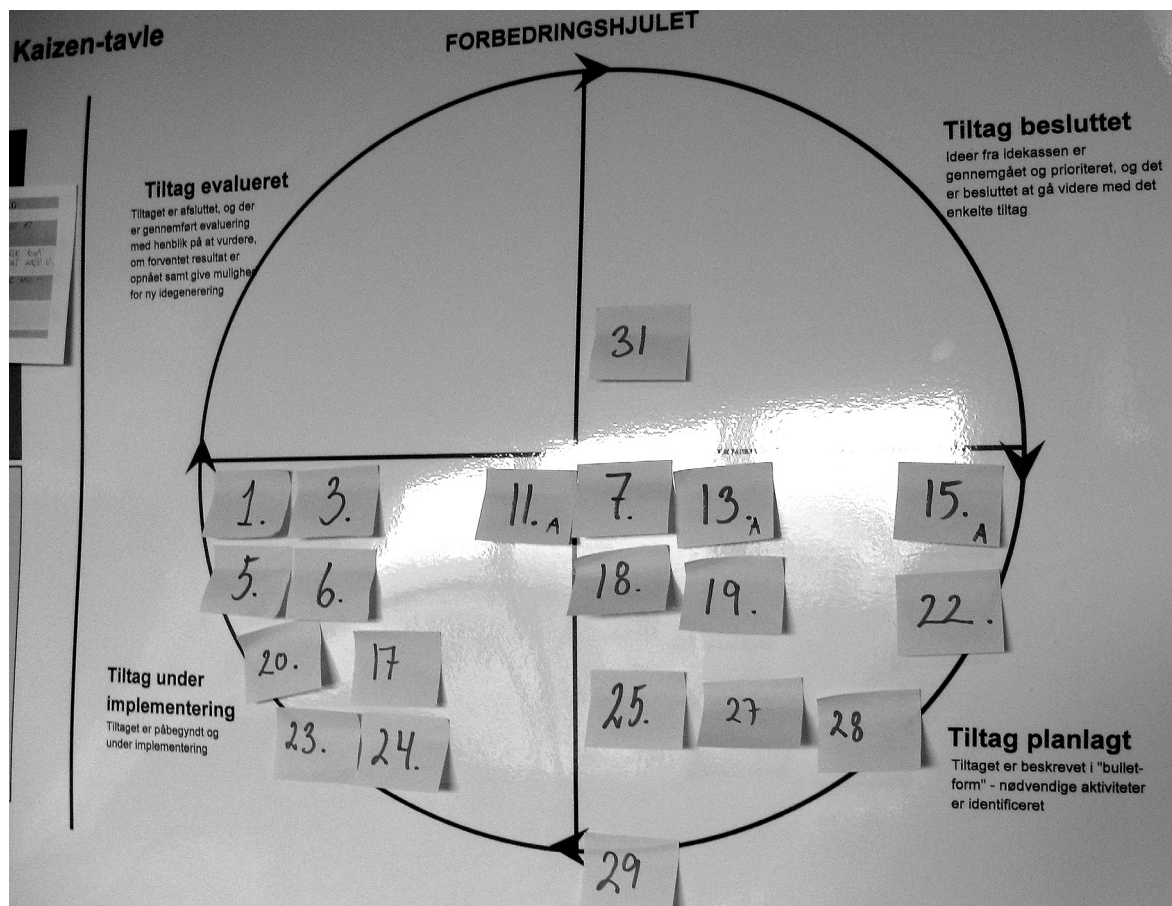 Kaizen-tavle
FORBEDRINGSHJULET
Tiltag evalueret
Tiltaget er afsluttet, og der
er gennemført evaluering
med henblik på at vurdere,
om forventet resultat er
opnået samt give mulighed
for ny idegenerering
Tiltag besluttet
Ideer fra idekassen er
gennemgået og prioriteret, og det
er besluttet at gå videre med det
enkelte tiltag
31
1. 3. 11. A 7. 13. A 15. A
5. 6. 18. 19. 22.
20. 17
25. 27 28
23. 24.
29
Tiltag under
implementering
Tiltaget er påbegyndt og
under implementering
Tiltag planlagt
Tiltaget er beskrevet i "bullet-
form" - nødvendige aktiviteter
er identificeret